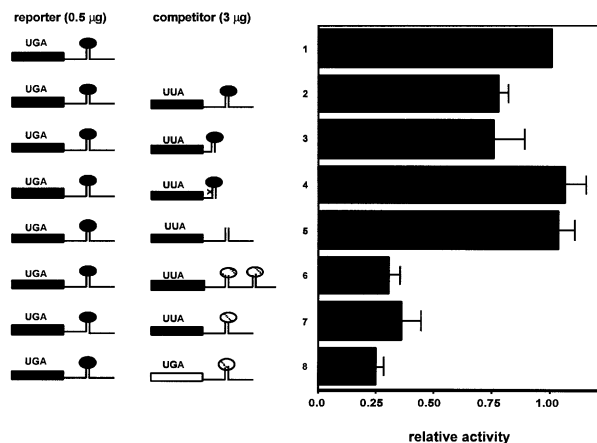 reporter (0.5 µg) competitor (3 µg)
UGA 1
UGA UUA 2
UGA UUA 3
UGA UUA 4
UGA UUA 5
UGA UUA 6
UGA UUA 7
UGA UGA 8
0.0 0.25 0.50 0.75 1.00
relative activity